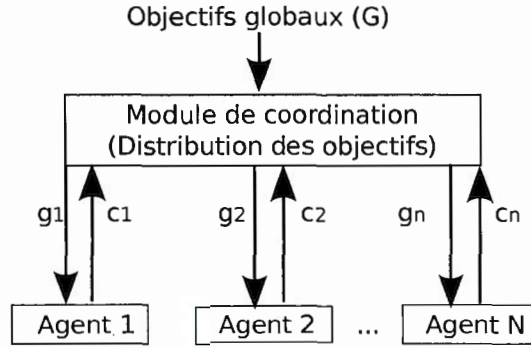 Objectifs globaux (G)
Module de coordination
(Distribution des objectifs)
g1 c1 g2 c2 gn cn
Agent 1 Agent 2 ... Agent N